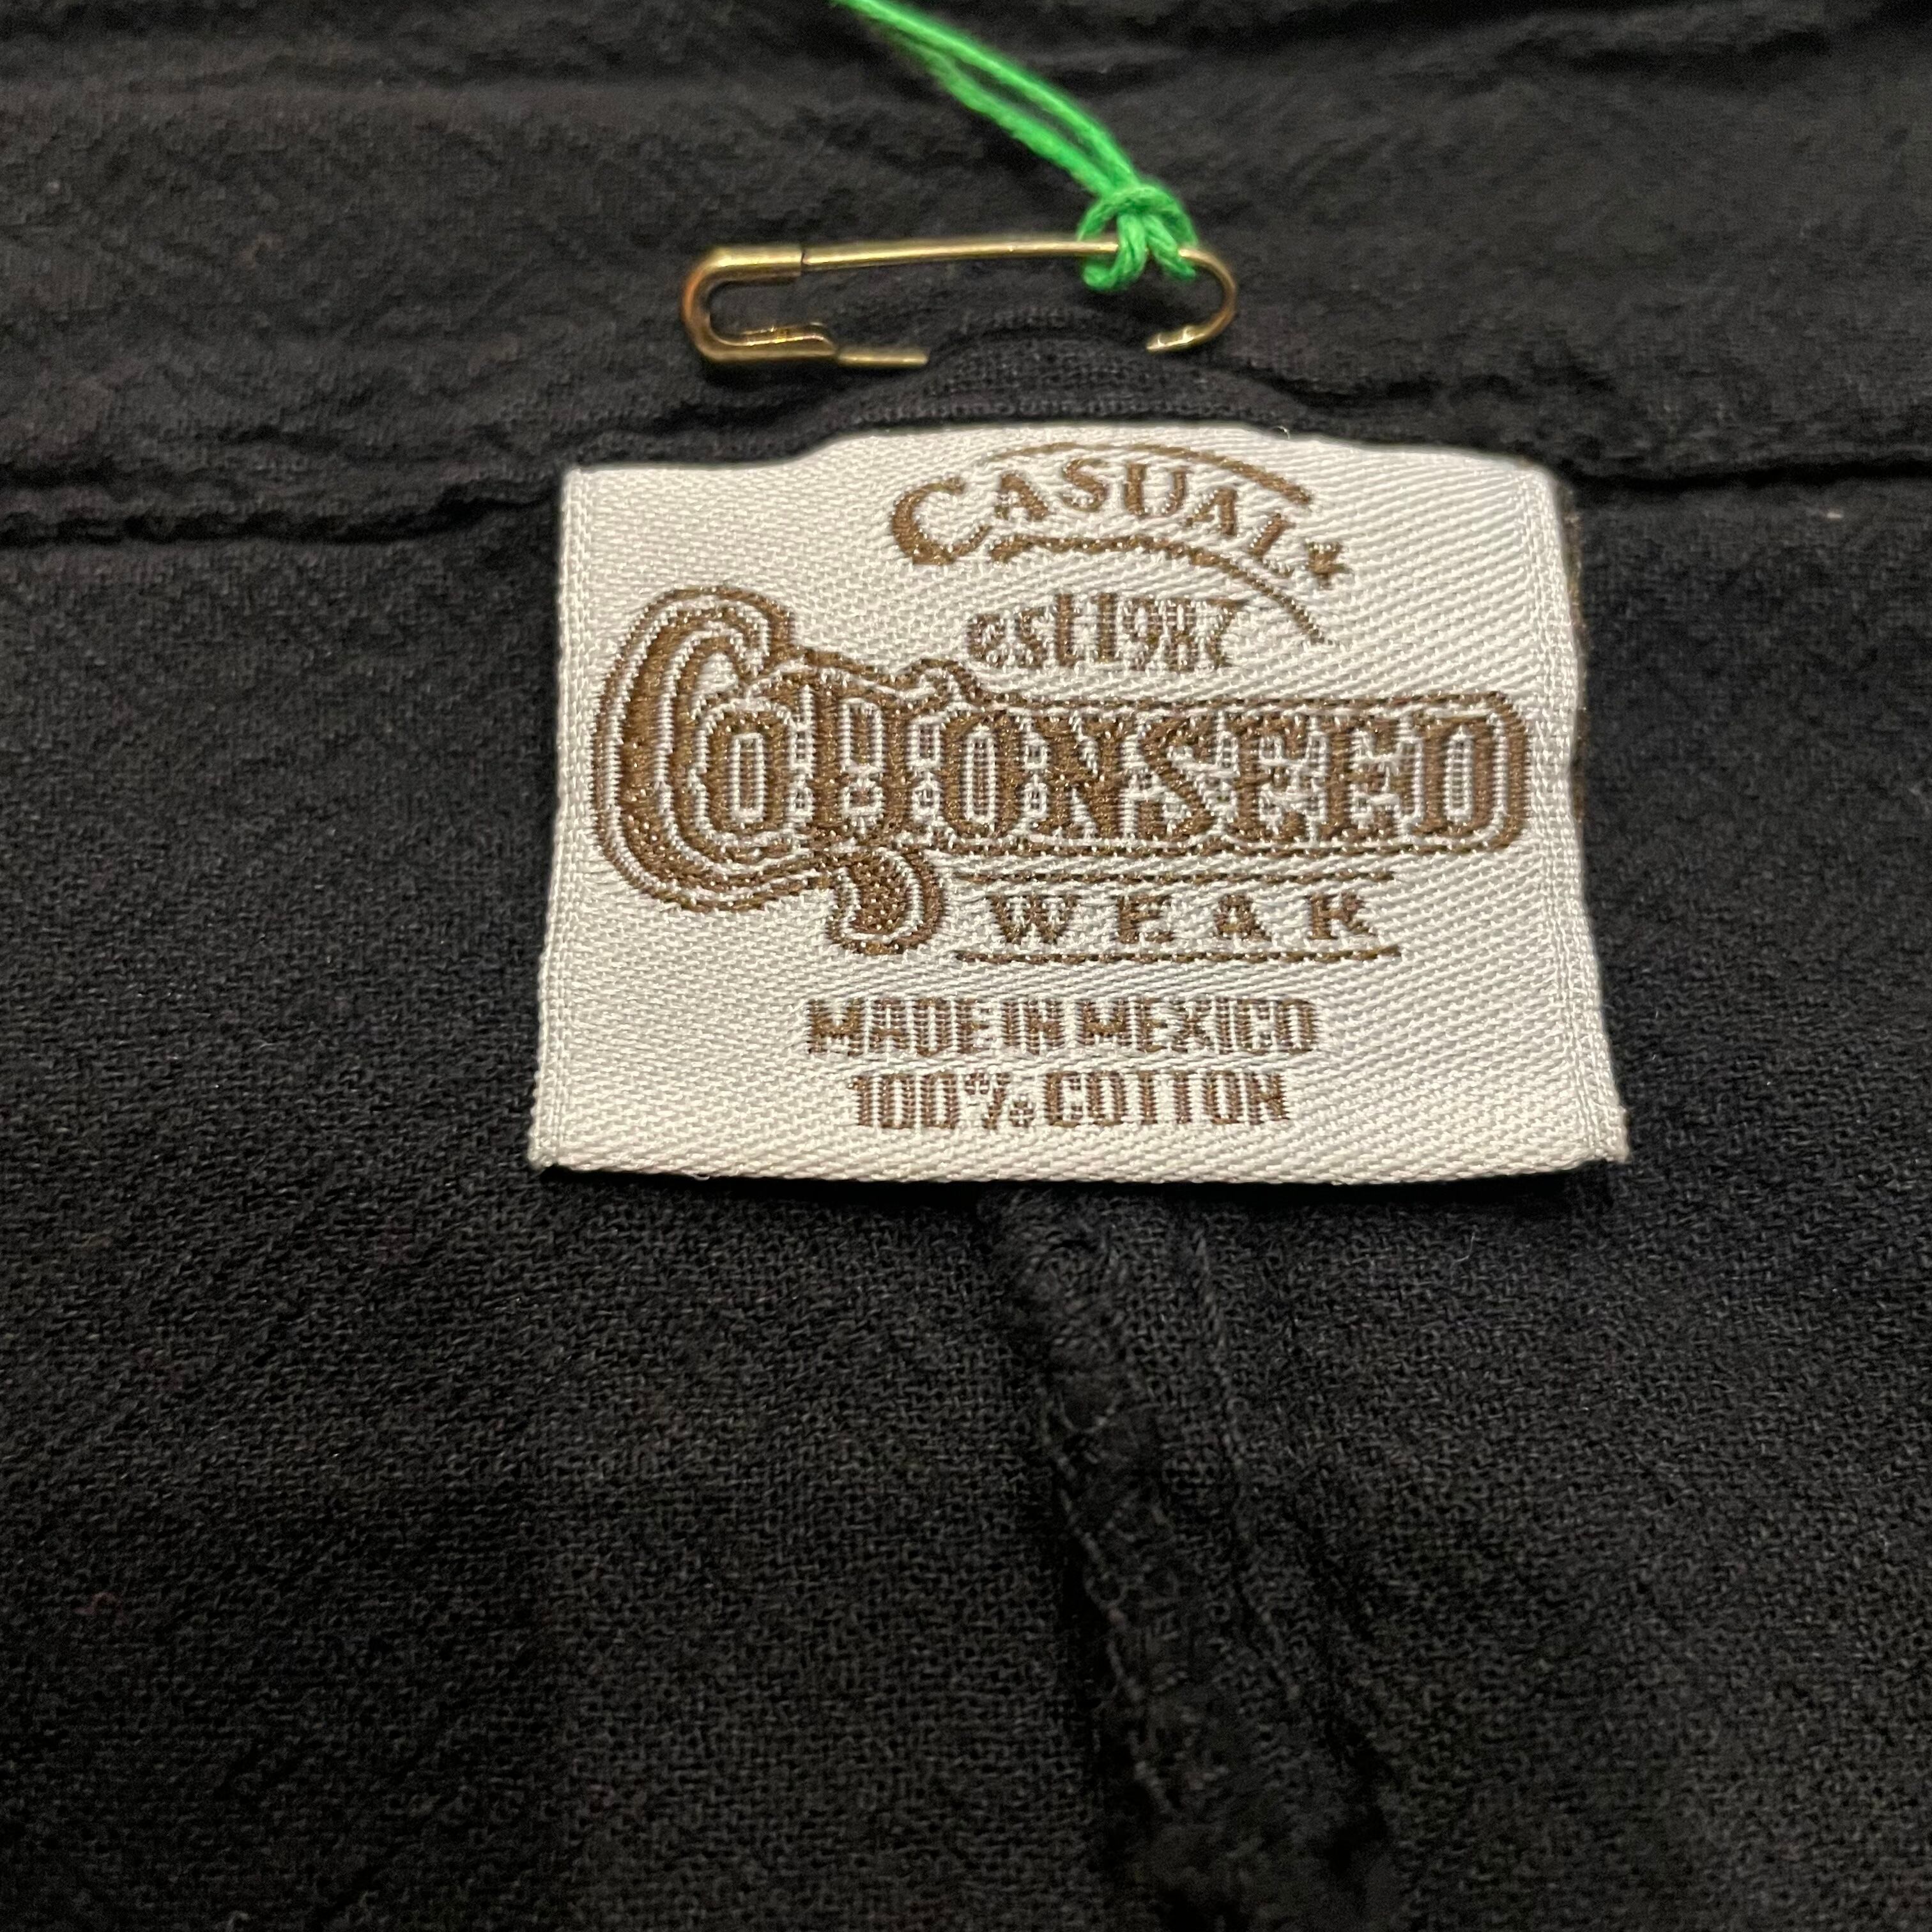 CASUAL
est1987
COTTONSEED
WEAR
MADE IN MEXICO
100% COTTON